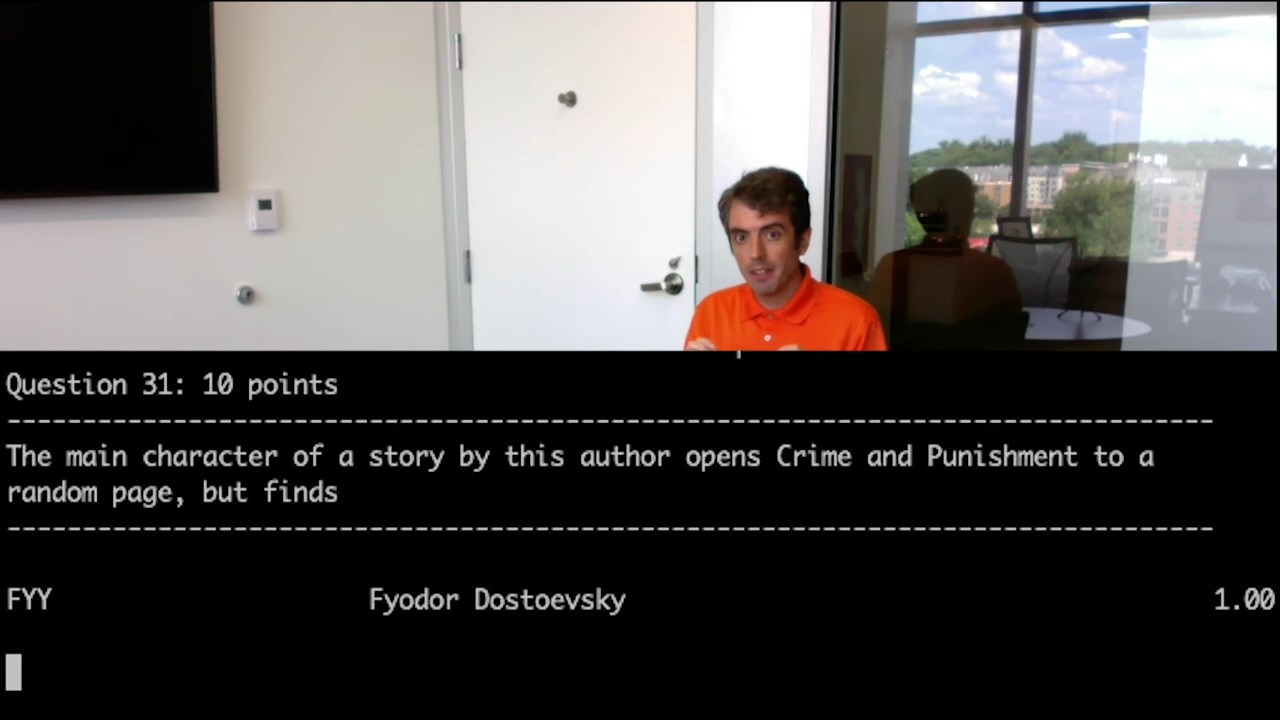 Question 31: 10 points
--------------------------------------------------------------------------------
The main character of a story by this author opens Crime and Punishment to a
random page, but finds
--------------------------------------------------------------------------------
FYY Fyodor Dostoevsky 1.00